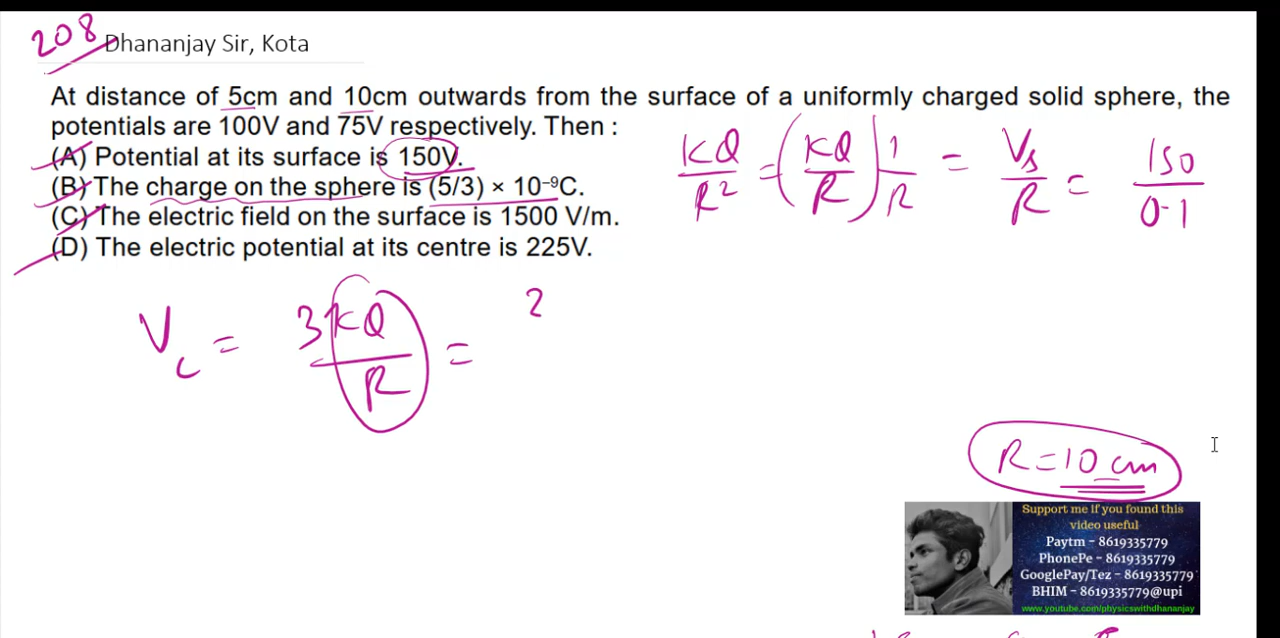 208 Dhananjay Sir, Kota
At distance of 5cm and 10cm outwards from the surface of a uniformly charged solid sphere, the
potentials are 100V and 75V respectively. Then :
(A) Potential at its surface is 150V.
(B) The charge on the sphere is (5/3) × 10⁻⁹C.
(C) The electric field on the surface is 1500 V/m.
(D) The electric potential at its centre is 225V.
KQ/R² = (KQ/R) 1/R = Vs/R = 150/0.1
Vc = 3KQ/R = 2
R = 10 cm
Support me if you found this
video useful
Paytm - 8619335779
PhonePe - 8619335779
GooglePay/Tez - 8619335779
BHIM - 8619335779@upi
www.youtube.com/physicswithdhananjay